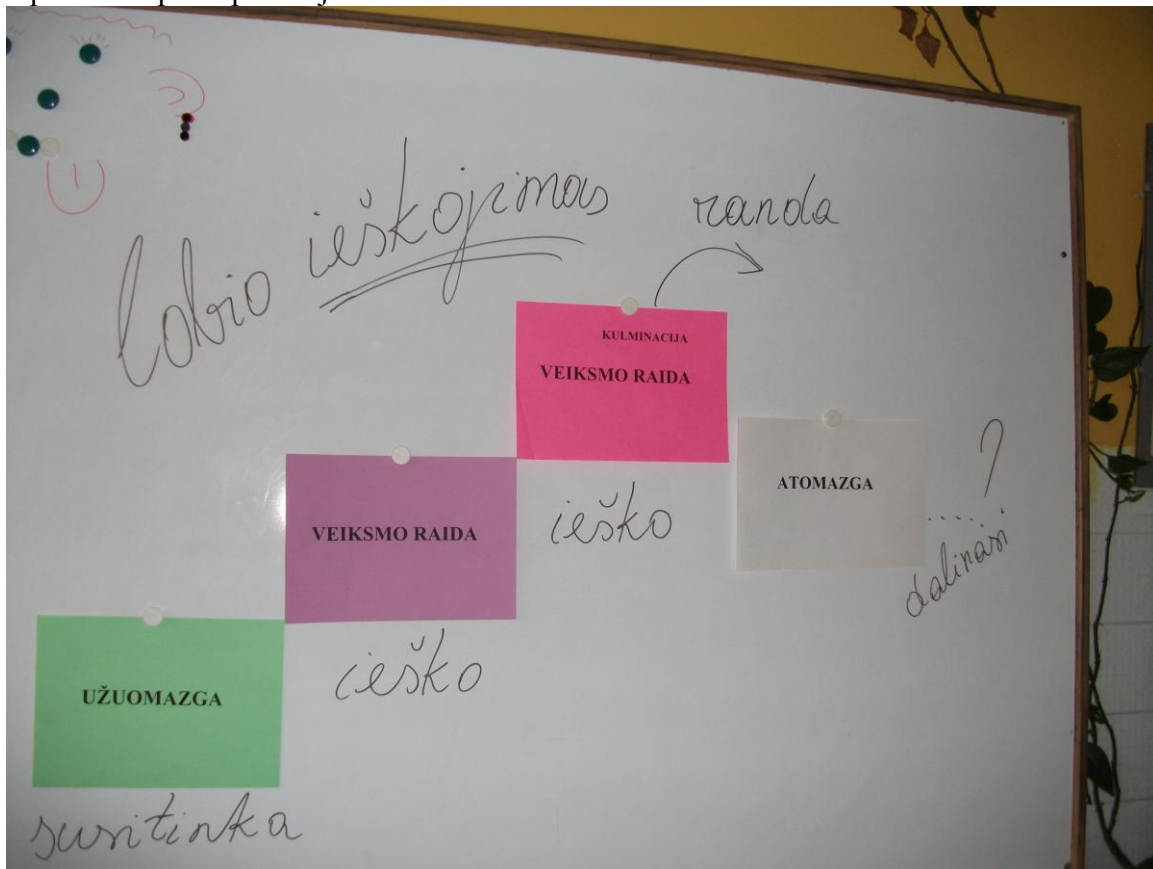 lobio ieškojimas
randa
KULMINACIJA
VEIKSMO RAIDA
ieško
ATOMAZGA
.....?
dalinasi
VEIKSMO RAIDA
ieško
UŽUOMAZGA
susitinka